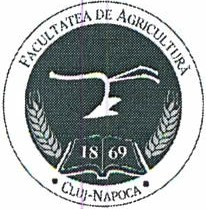 FACULTATEA DE AGRICULTURĂ
18 69
CLUJ-NAPOCA